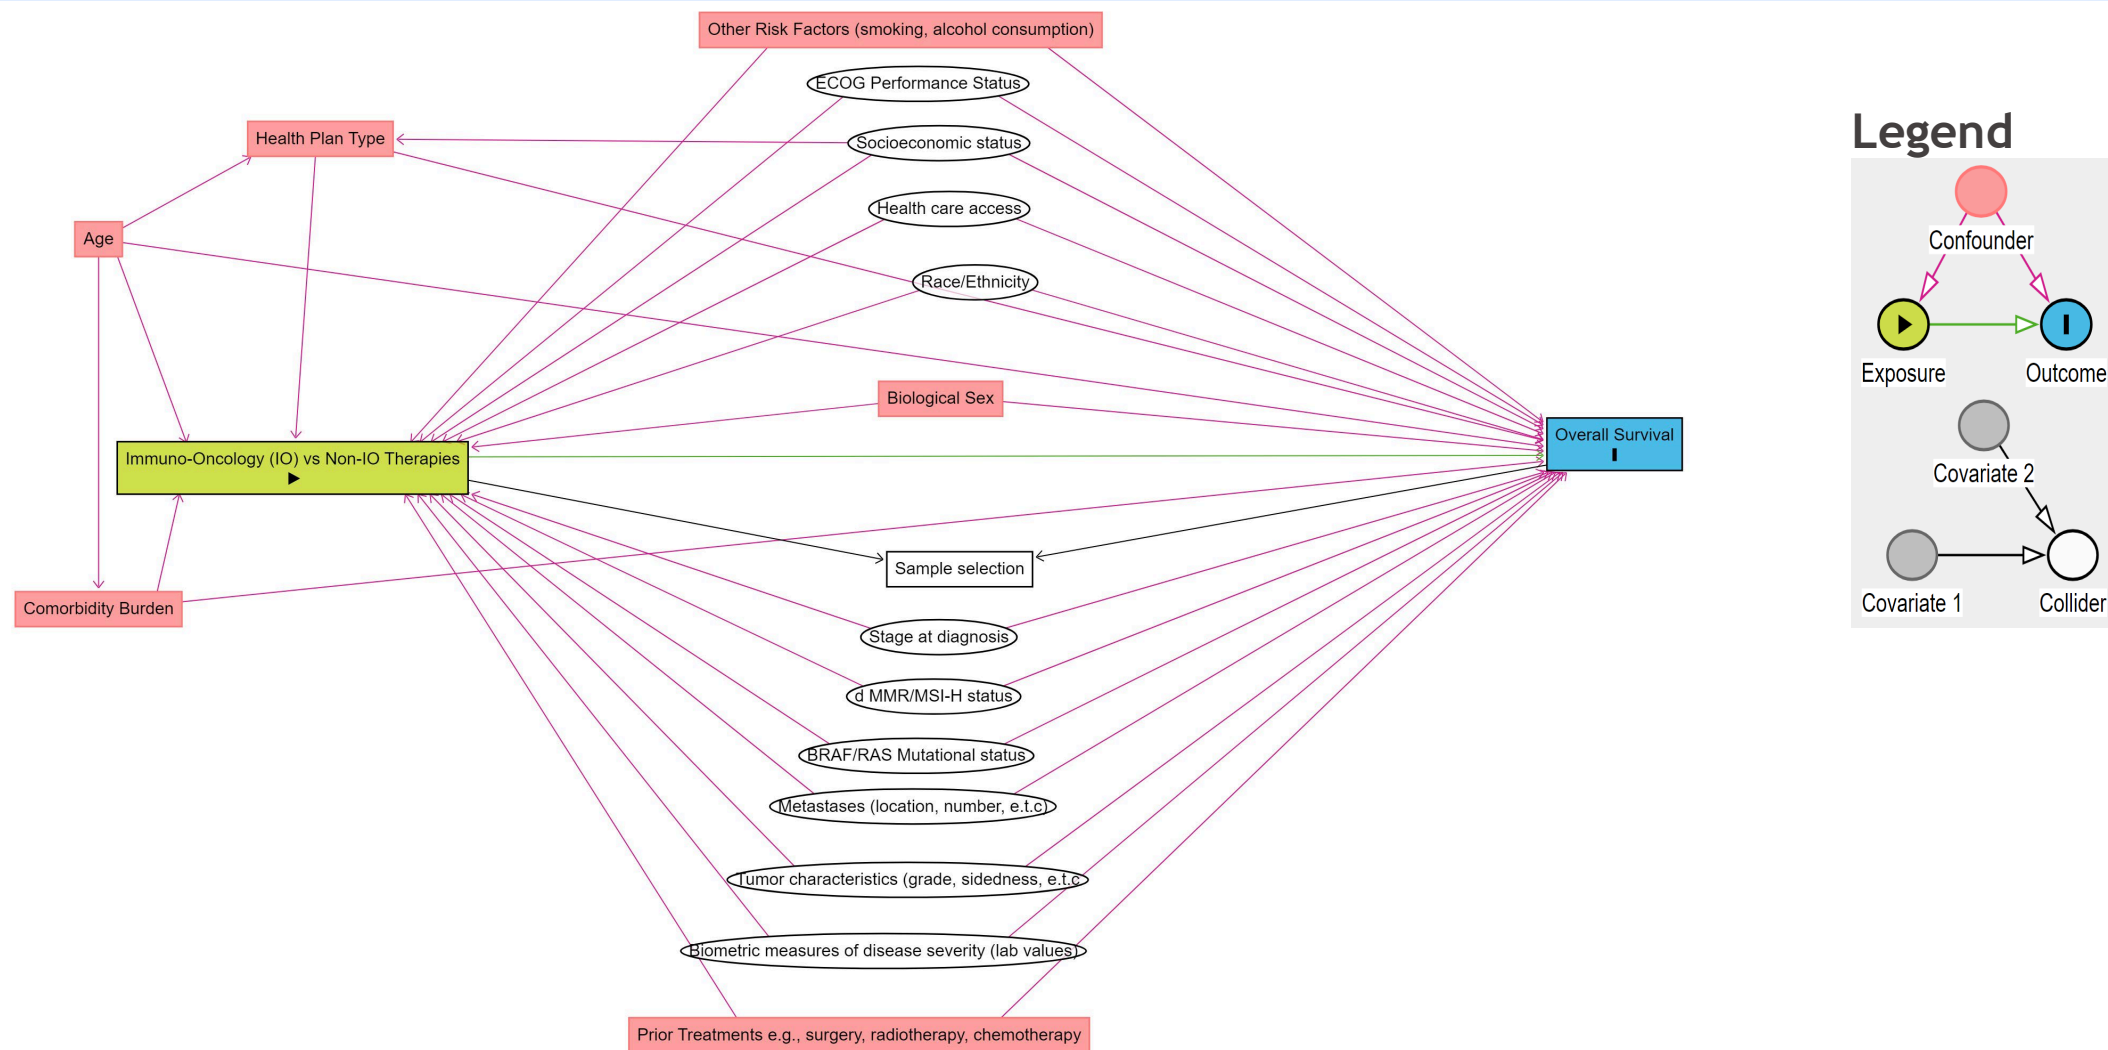 Other Risk Factors (smoking, alcohol consumption)
ECOG Performance Status
Health Plan Type
Socioeconomic status
Health care access
Age
Race/Ethnicity
Biological Sex
Immuno-Oncology (IO) vs Non-IO Therapies
Overall Survival
Sample selection
Comorbidity Burden
Stage at diagnosis
d MMR/MSI-H status
BRAF/RAS Mutational status
Metastases (location, number, e.t.c)
Tumor characteristics (grade, sidedness, e.t.c
Biometric measures of disease severity (lab values)
Prior Treatments e.g., surgery, radiotherapy, chemotherapy
Legend
Confounder
Exposure
Outcome
Covariate 2
Covariate 1
Collider